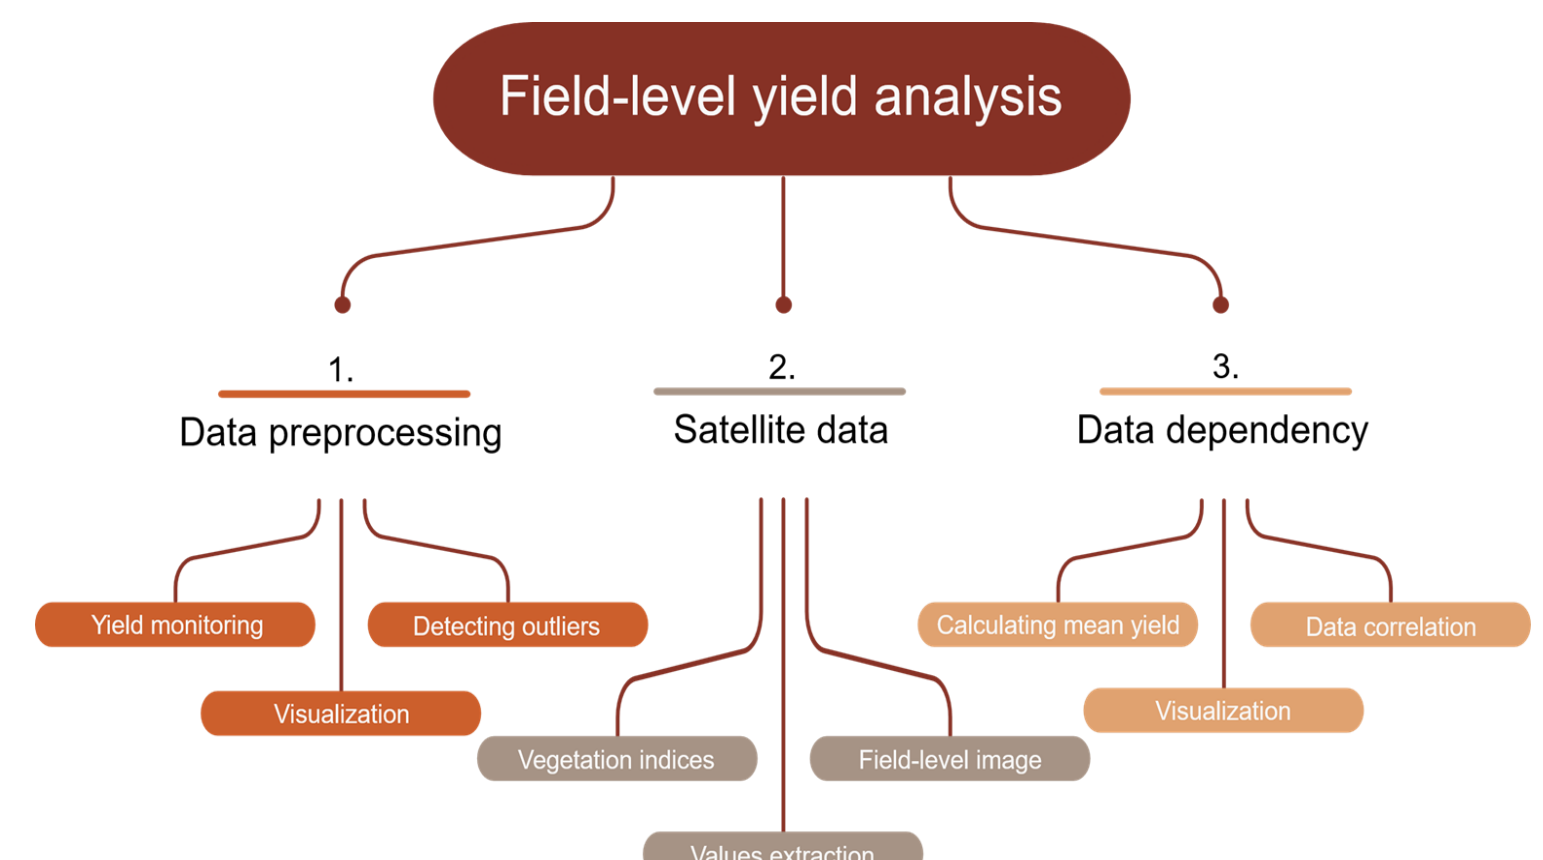 Field-level yield analysis
1.
Data preprocessing
2.
Satellite data
3.
Data dependency
Yield monitoring
Detecting outliers
Visualization
Vegetation indices
Field-level image
Values extraction
Calculating mean yield
Data correlation
Visualization